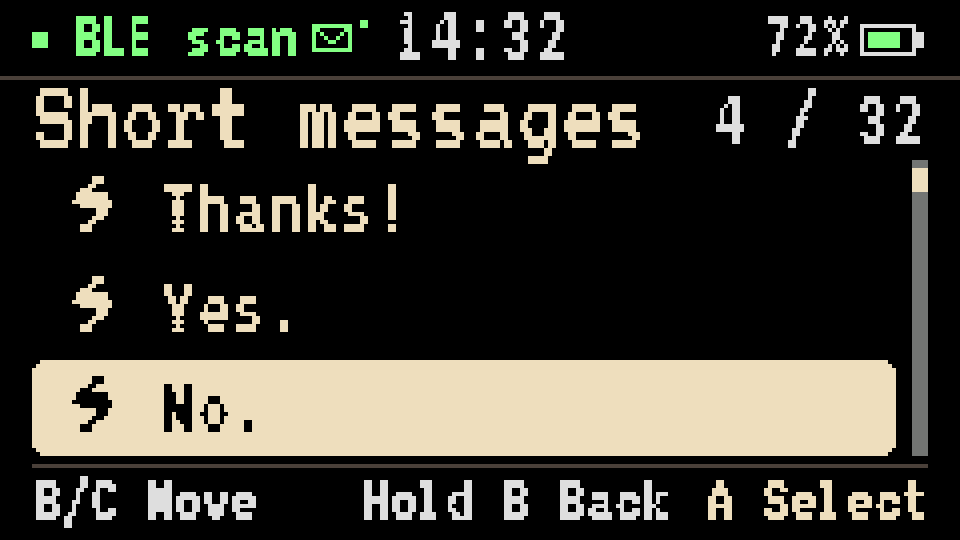 BLE scan 14:32 72%
Short messages 4 / 32
Thanks!
Yes.
No.
B/C Move Hold B Back A Select